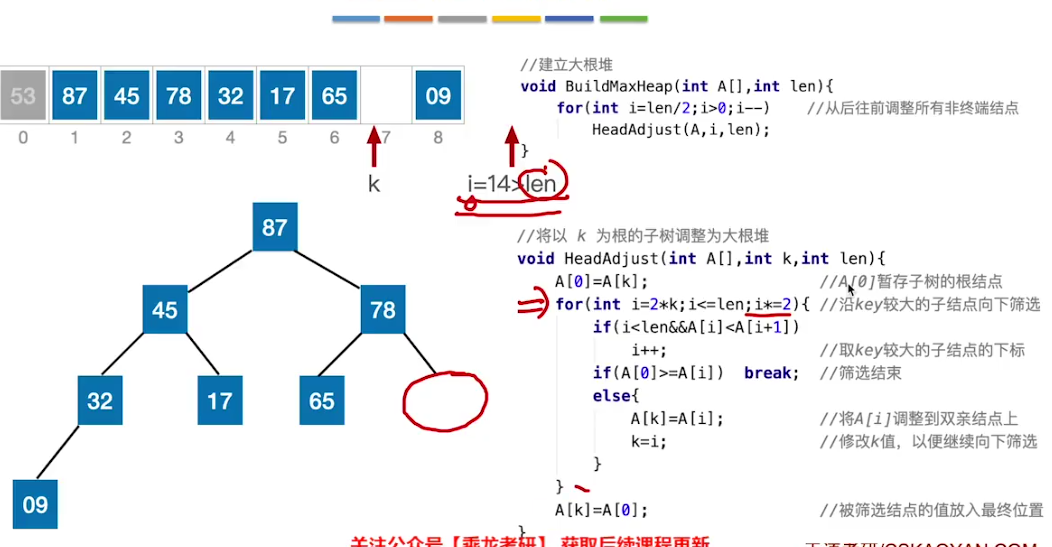 53 87 45 78 32 17 65 09
0 1 2 3 4 5 6 7 8
k
i=14>len
87
45 78
32 17 65
09
//建立大根堆
void BuildMaxHeap(int A[],int len){
for(int i=len/2;i>0;i--) //从后往前调整所有非终端结点
HeadAdjust(A,i,len);
}
//将以 k 为根的子树调整为大根堆
void HeadAdjust(int A[],int k,int len){
A[0]=A[k]; //A[0]暂存子树的根结点
for(int i=2*k;i<=len;i*=2){ //沿key较大的子结点向下筛选
if(i<len&&A[i]<A[i+1])
i++; //取key较大的子结点的下标
if(A[0]>=A[i]) break; //筛选结束
else{
A[k]=A[i]; //将A[i]调整到双亲结点上
k=i; //修改k值，以便继续向下筛选
}
}
A[k]=A[0]; //被筛选结点的值放入最终位置
}
关注公众号【乘龙考研】 获取后续课程更新
王道考研/CSKAOYAN.COM